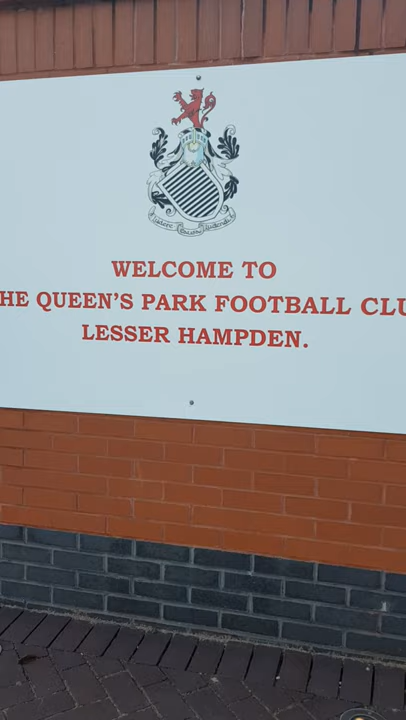 WELCOME TO
HE QUEEN'S PARK FOOTBALL CLU
LESSER HAMPDEN.